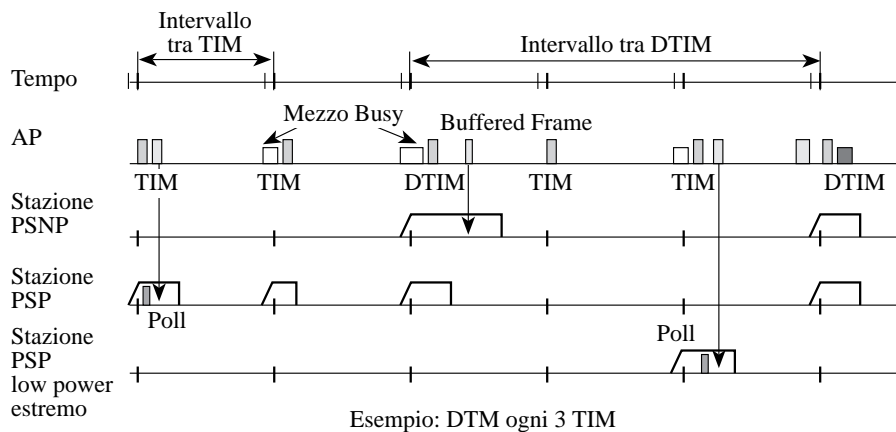 Intervallo
tra TIM
Intervallo tra DTIM
Tempo
Mezzo Busy
Buffered Frame
AP
TIM
TIM
DTIM
TIM
TIM
DTIM
Stazione
PSNP
Stazione
PSP
Poll
Stazione
PSP
low power
estremo
Poll
Esempio: DTM ogni 3 TIM